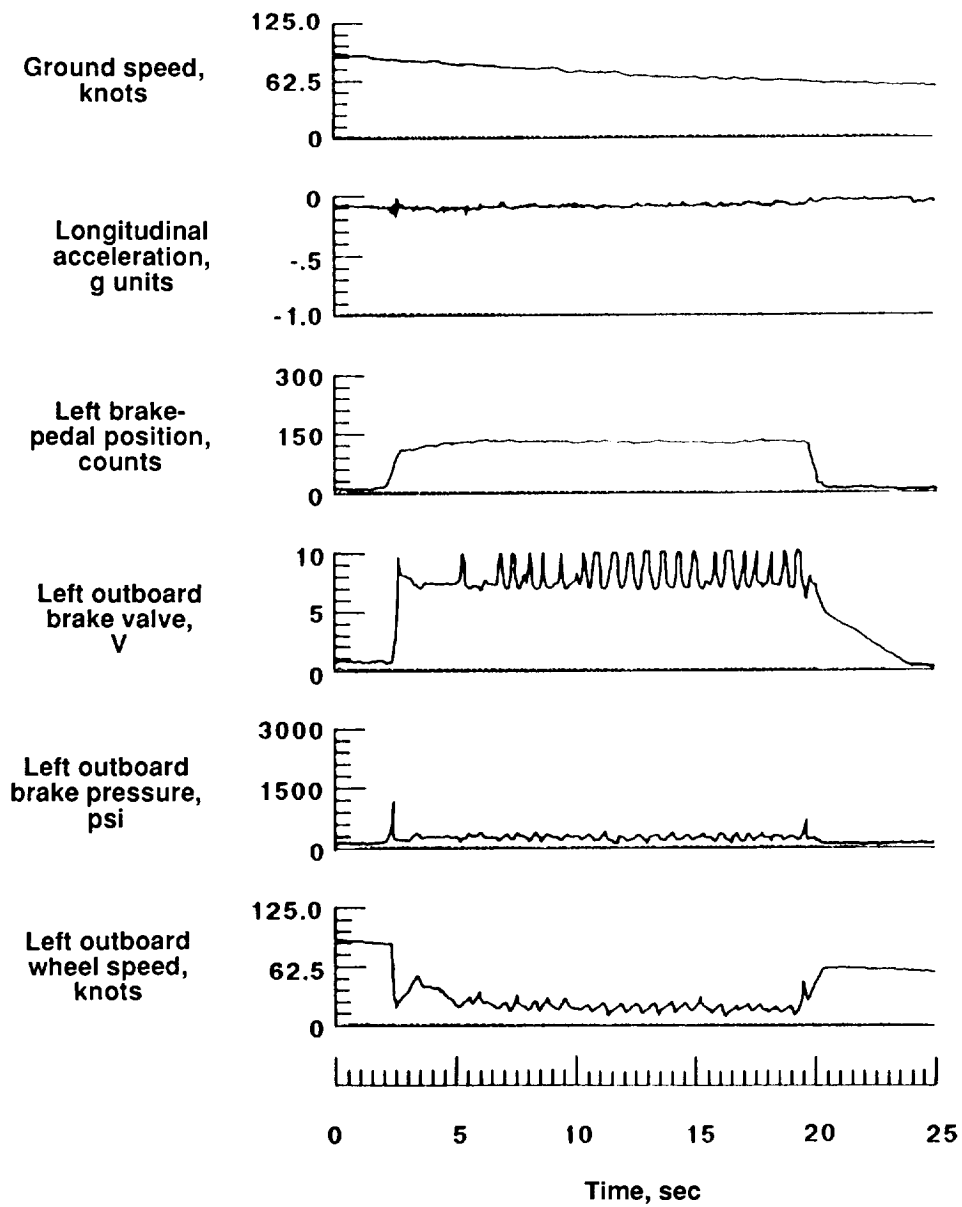 Ground speed,
knots
125.0
62.5
0
Longitudinal
acceleration,
g units
0
-.5
-1.0
Left brake-
pedal position,
counts
300
150
0
Left outboard
brake valve,
V
10
5
0
Left outboard
brake pressure,
psi
3000
1500
0
Left outboard
wheel speed,
knots
125.0
62.5
0
0 5 10 15 20 25
Time, sec